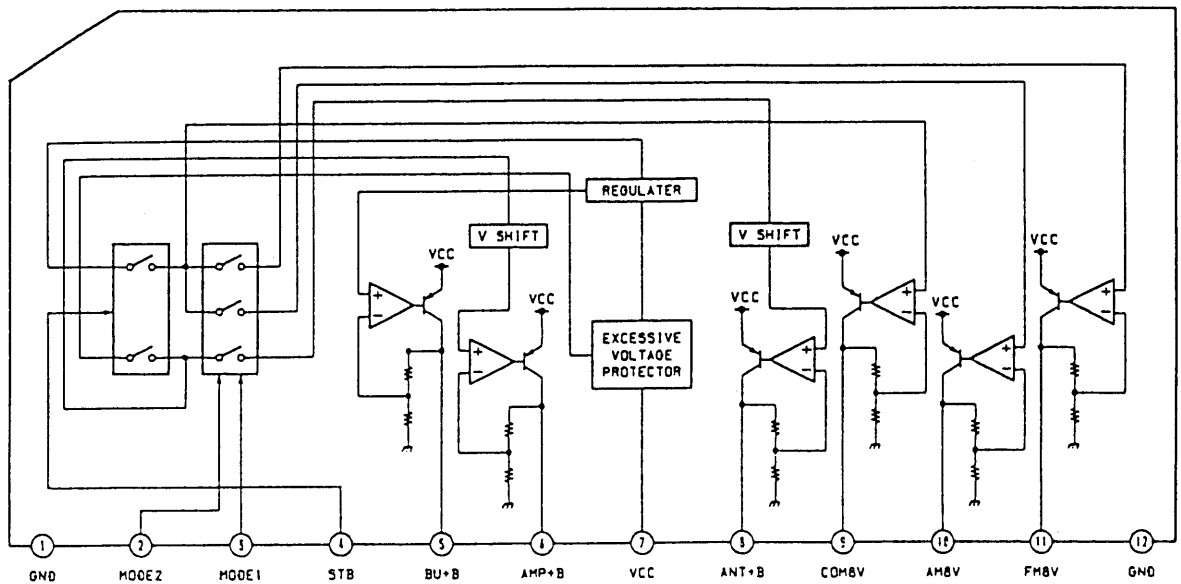 REGULATER
V SHIFT
V SHIFT
VCC
VCC
VCC
VCC
VCC
VCC
+
−
+
−
+
−
+
−
+
−
+
−
EXCESSIVE
VOLTAGE
PROTECTOR
1 2 3 4 5 6 7 8 9 10 11 12
GND MODE2 MODE1 STB BU+B AMP+B VCC ANT+B COM8V AM8V FM8V GND